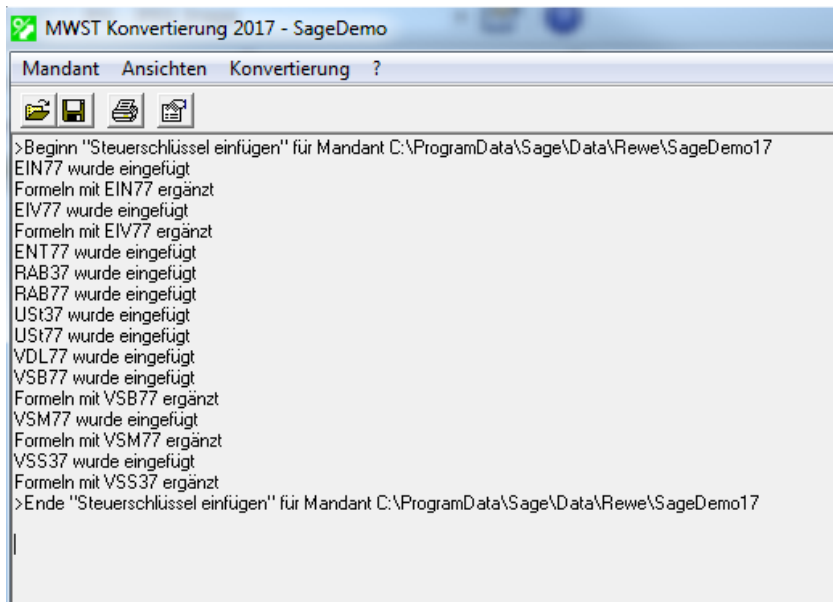 MWST Konvertierung 2017 - SageDemo
Mandant Ansichten Konvertierung ?
>Beginn "Steuerschlüssel einfügen" für Mandant C:\ProgramData\Sage\Data\Rewe\SageDemo17
EIN77 wurde eingefügt
Formeln mit EIN77 ergänzt
EIV77 wurde eingefügt
Formeln mit EIV77 ergänzt
ENT77 wurde eingefügt
RAB37 wurde eingefügt
RAB77 wurde eingefügt
USt37 wurde eingefügt
USt77 wurde eingefügt
VDL77 wurde eingefügt
VSB77 wurde eingefügt
Formeln mit VSB77 ergänzt
VSM77 wurde eingefügt
Formeln mit VSM77 ergänzt
VSS37 wurde eingefügt
Formeln mit VSS37 ergänzt
>Ende "Steuerschlüssel einfügen" für Mandant C:\ProgramData\Sage\Data\Rewe\SageDemo17